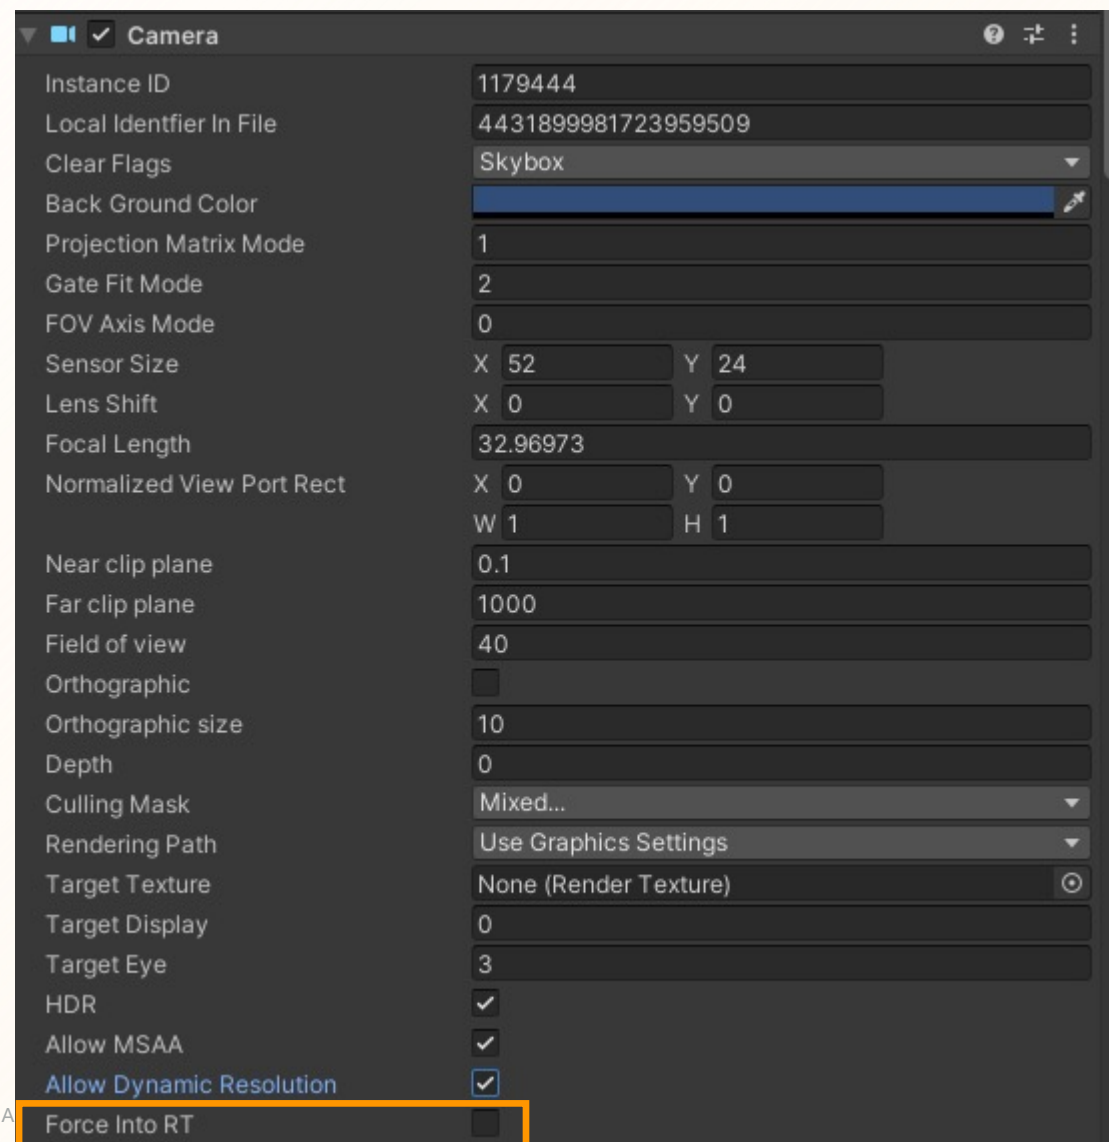 Camera
Instance ID 1179444
Local Identfier In File 4431899981723959509
Clear Flags Skybox
Back Ground Color
Projection Matrix Mode 1
Gate Fit Mode 2
FOV Axis Mode 0
Sensor Size X 52 Y 24
Lens Shift X 0 Y 0
Focal Length 32.96973
Normalized View Port Rect X 0 Y 0
W 1 H 1
Near clip plane 0.1
Far clip plane 1000
Field of view 40
Orthographic
Orthographic size 10
Depth 0
Culling Mask Mixed...
Rendering Path Use Graphics Settings
Target Texture None (Render Texture)
Target Display 0
Target Eye 3
HDR
Allow MSAA
Allow Dynamic Resolution
A
Force Into RT